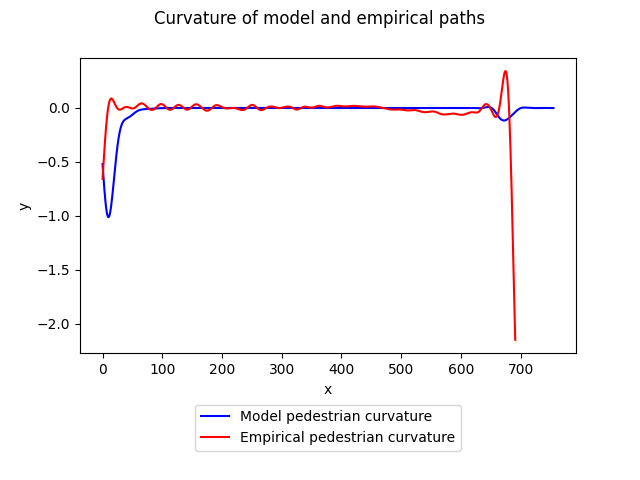 Curvature of model and empirical paths
y
0.0
−0.5
−1.0
−1.5
−2.0
0 100 200 300 400 500 600 700
x
Model pedestrian curvature
Empirical pedestrian curvature